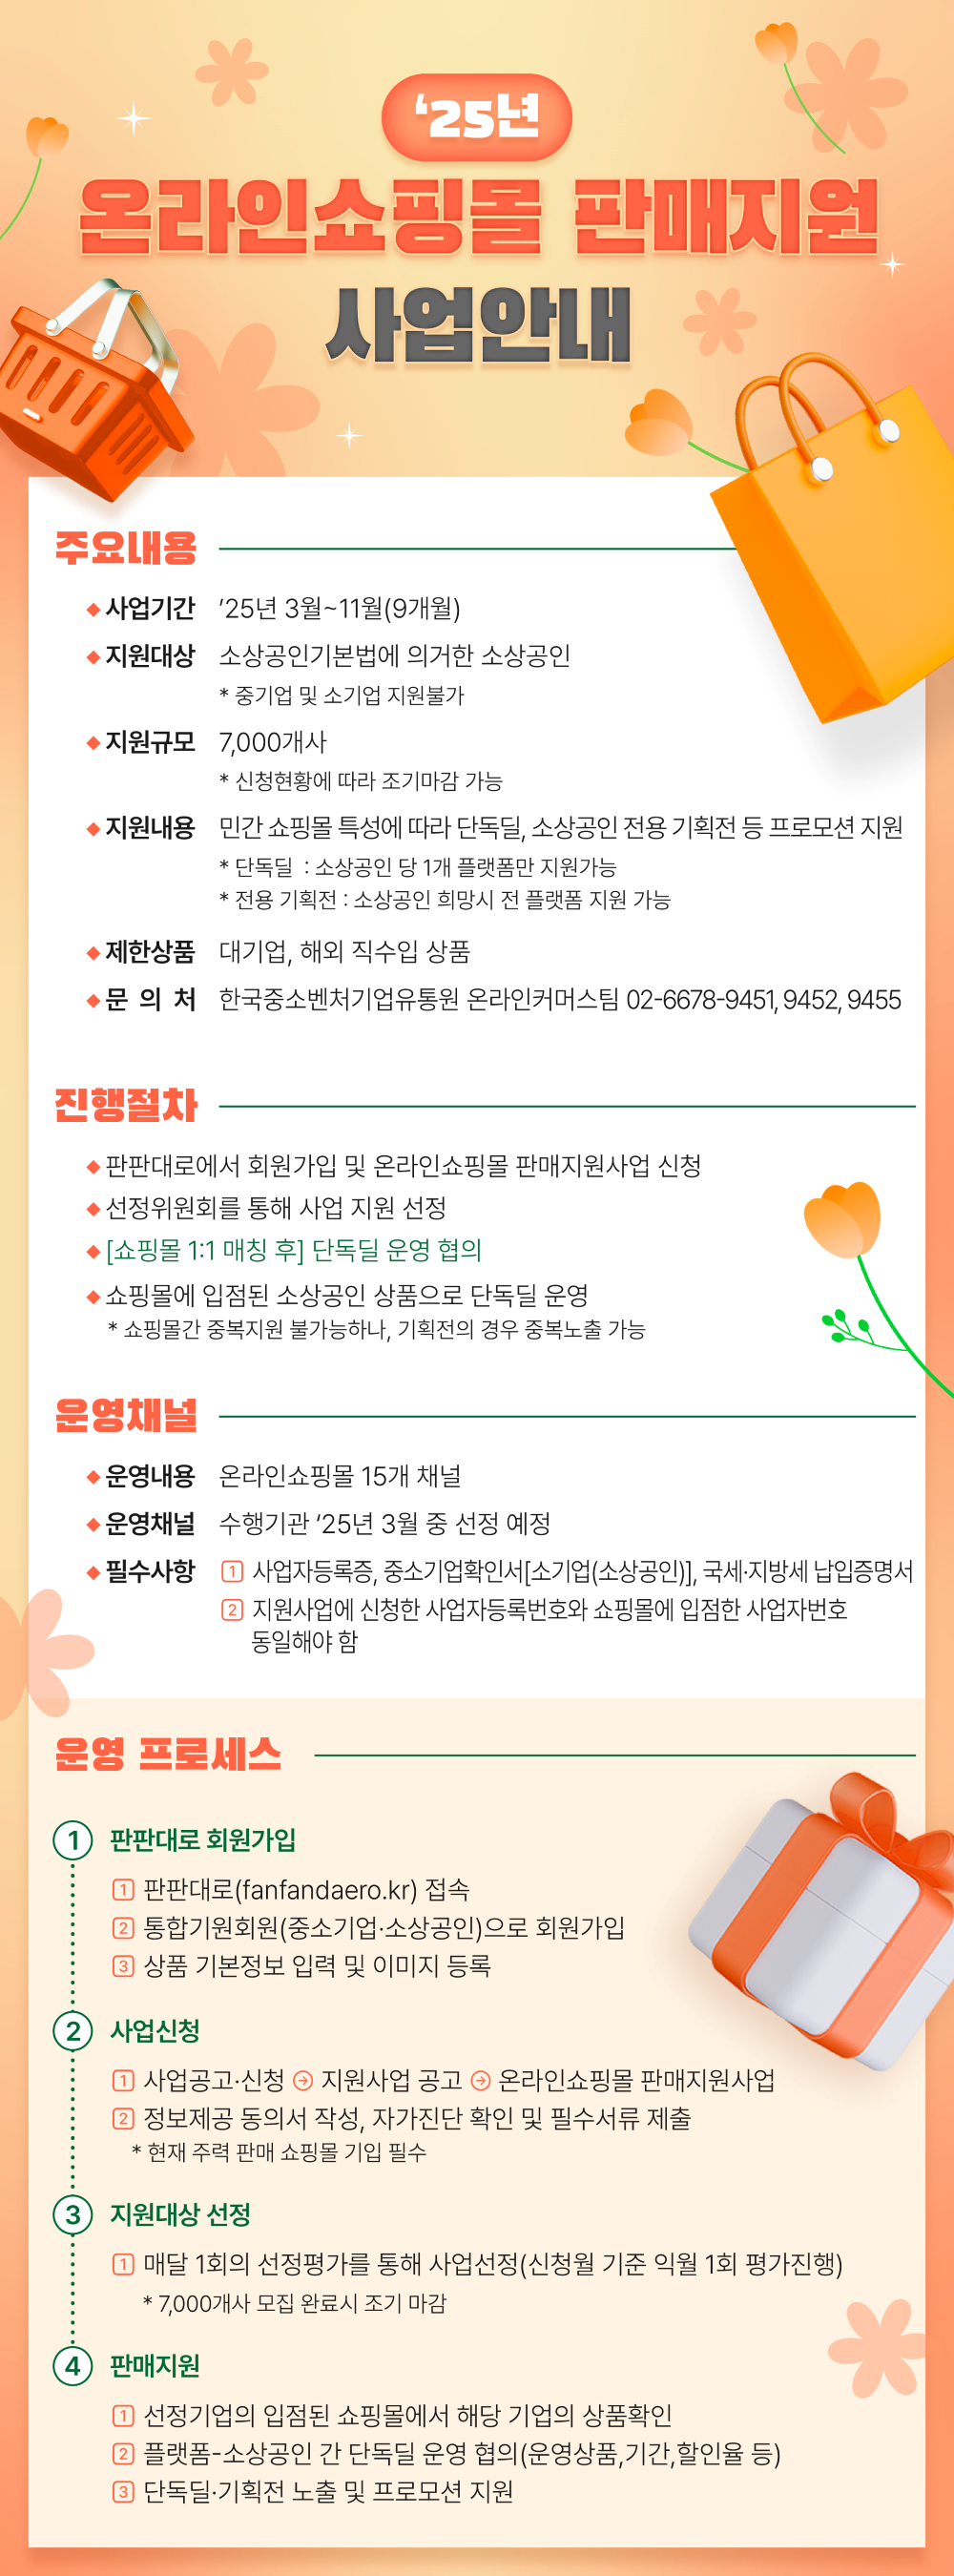 ‘25년
온라인쇼핑몰 판매지원
사업안내
주요내용
◆ 사업기간 ’25년 3월~11월(9개월)
◆ 지원대상 소상공인기본법에 의거한 소상공인
* 중기업 및 소기업 지원불가
◆ 지원규모 7,000개사
* 신청현황에 따라 조기마감 가능
◆ 지원내용 민간 쇼핑몰 특성에 따라 단독딜, 소상공인 전용 기획전 등 프로모션 지원
* 단독딜 : 소상공인 당 1개 플랫폼만 지원가능
* 전용 기획전 : 소상공인 희망시 전 플랫폼 지원 가능
◆ 제한상품 대기업, 해외 직수입 상품
◆ 문 의 처 한국중소벤처기업유통원 온라인커머스팀 02-6678-9451, 9452, 9455
진행절차
◆ 판판대로에서 회원가입 및 온라인쇼핑몰 판매지원사업 신청
◆ 선정위원회를 통해 사업 지원 선정
◆ [쇼핑몰 1:1 매칭 후] 단독딜 운영 협의
◆ 쇼핑몰에 입점된 소상공인 상품으로 단독딜 운영
* 쇼핑몰간 중복지원 불가능하나, 기획전의 경우 중복노출 가능
운영채널
◆ 운영내용 온라인쇼핑몰 15개 채널
◆ 운영채널 수행기관 ‘25년 3월 중 선정 예정
◆ 필수사항 1 사업자등록증, 중소기업확인서[소기업(소상공인)], 국세·지방세 납입증명서
2 지원사업에 신청한 사업자등록번호와 쇼핑몰에 입점한 사업자번호
동일해야 함
운영 프로세스
1 판판대로 회원가입
1 판판대로(fanfandaero.kr) 접속
2 통합기원회원(중소기업·소상공인)으로 회원가입
3 상품 기본정보 입력 및 이미지 등록
2 사업신청
1 사업공고·신청 → 지원사업 공고 → 온라인쇼핑몰 판매지원사업
2 정보제공 동의서 작성, 자가진단 확인 및 필수서류 제출
* 현재 주력 판매 쇼핑몰 기입 필수
3 지원대상 선정
1 매달 1회의 선정평가를 통해 사업선정(신청월 기준 익월 1회 평가진행)
* 7,000개사 모집 완료시 조기 마감
4 판매지원
1 선정기업의 입점된 쇼핑몰에서 해당 기업의 상품확인
2 플랫폼-소상공인 간 단독딜 운영 협의(운영상품,기간,할인율 등)
3 단독딜·기획전 노출 및 프로모션 지원